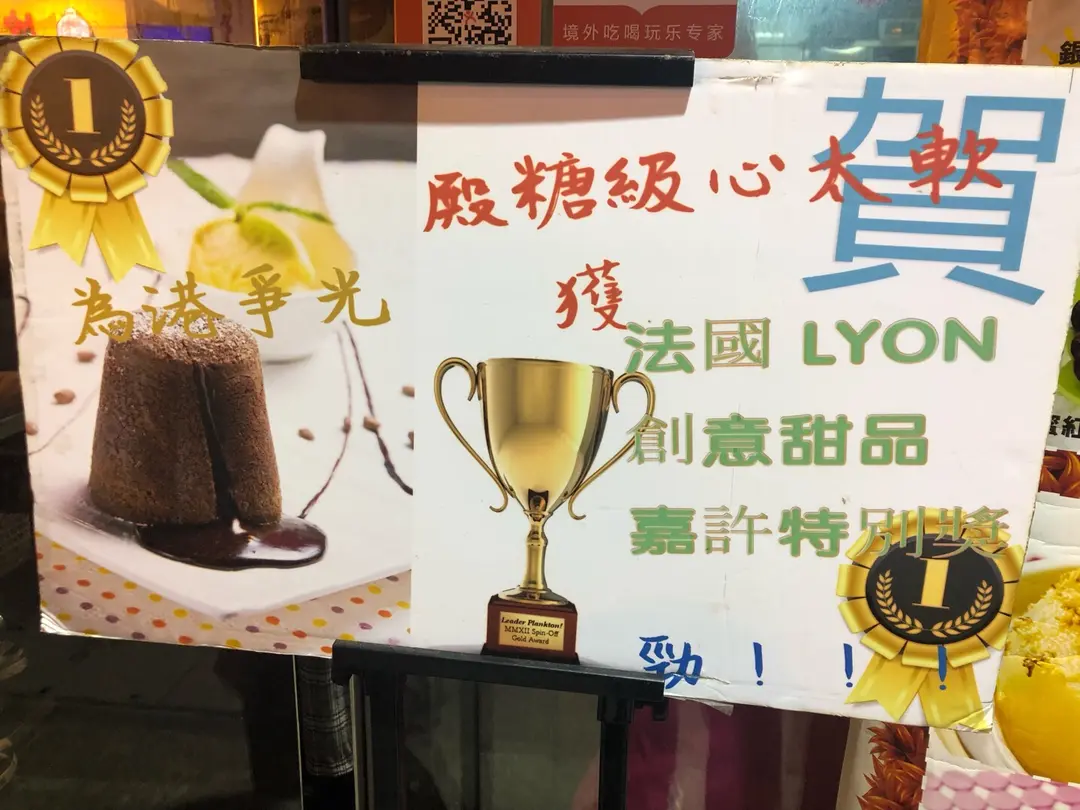 境外吃喝玩乐专家
賀
1
殿糖級心太軟
為港爭光
獲
法國 LYON
創意甜品
嘉許特別獎
1
Leader Plankton!
MMXII Spin-Off
Gold Award
勁！！！